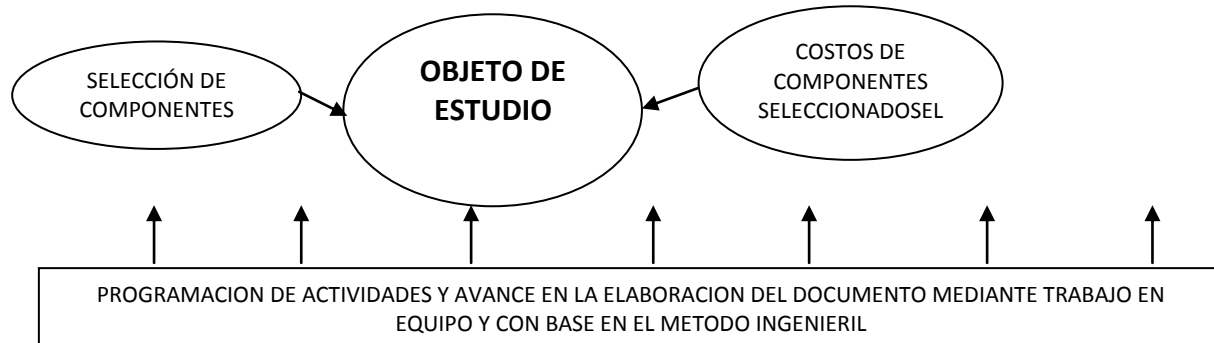 SELECCIÓN DE
COMPONENTES
OBJETO DE
ESTUDIO
COSTOS DE
COMPONENTES
SELECCIONADOSEL
PROGRAMACION DE ACTIVIDADES Y AVANCE EN LA ELABORACION DEL DOCUMENTO MEDIANTE TRABAJO EN
EQUIPO Y CON BASE EN EL METODO INGENIERIL